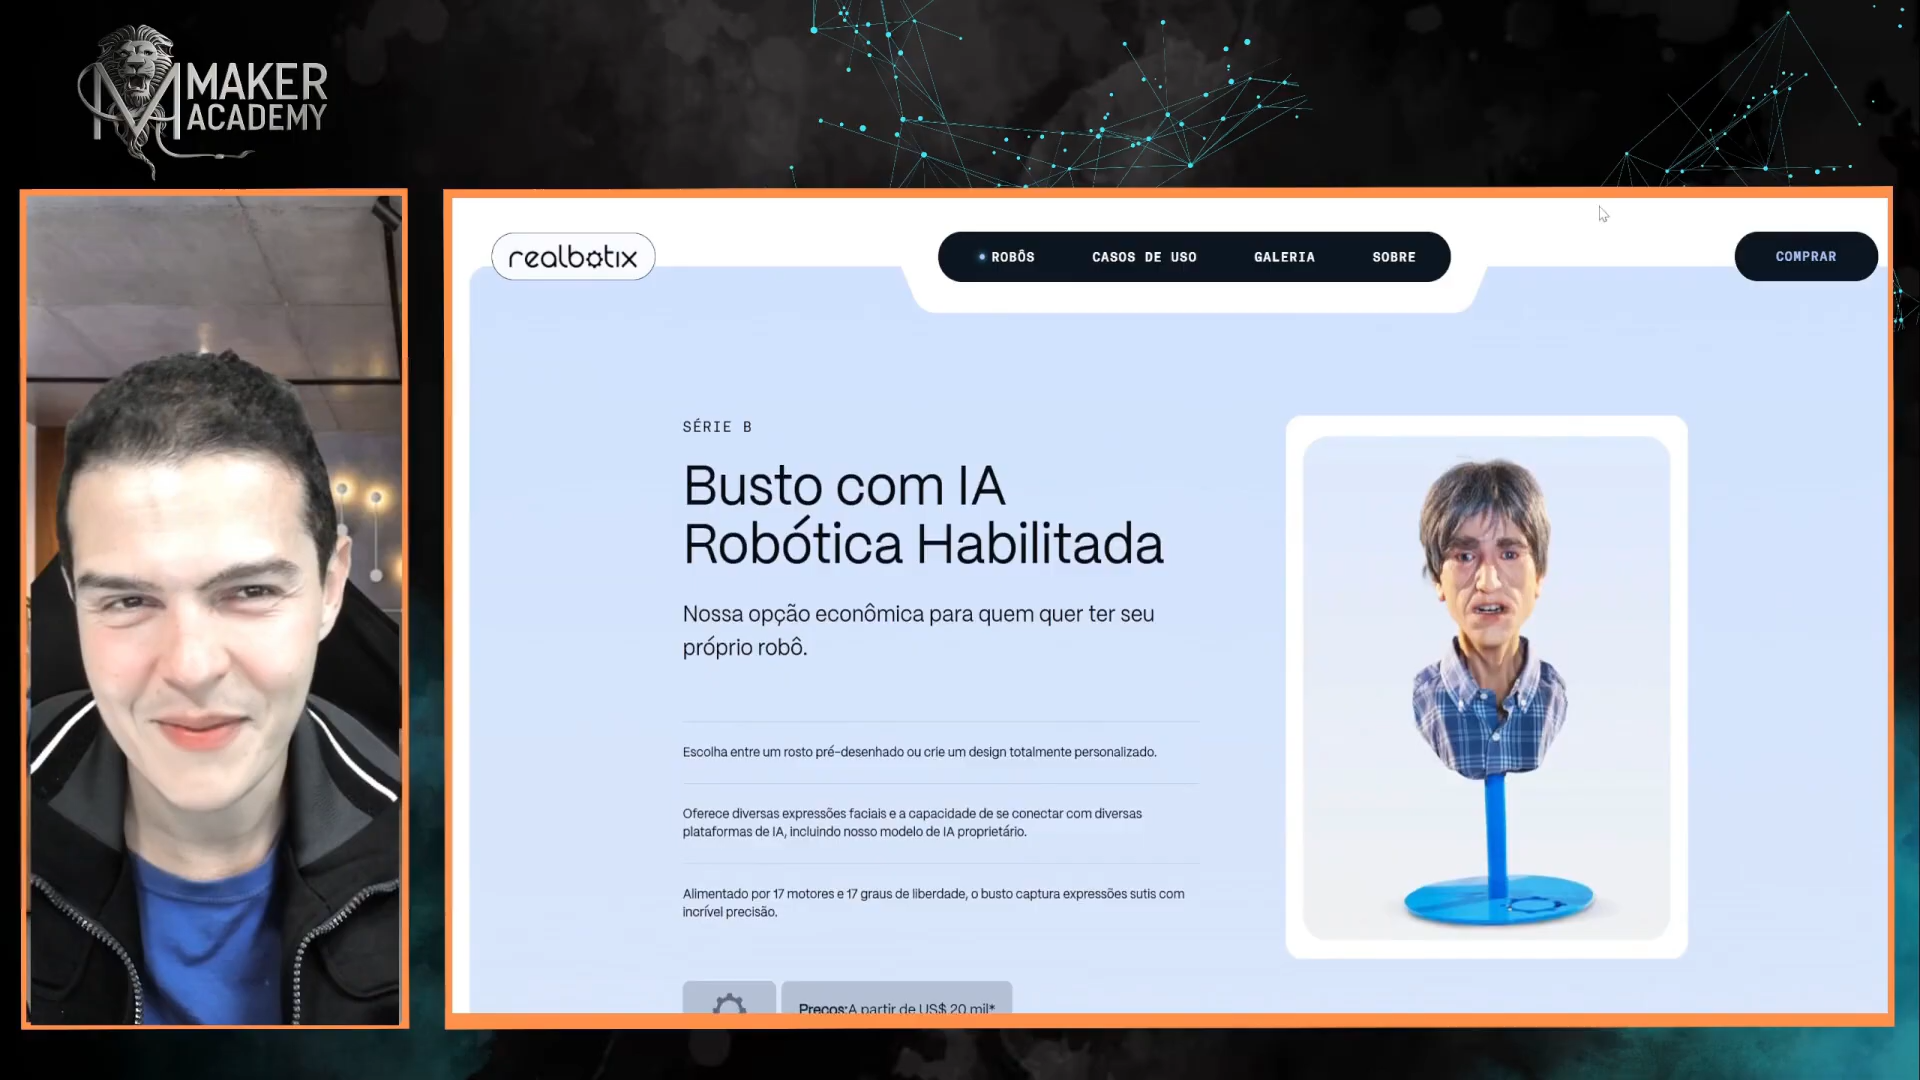 MAKER
ACADEMY
realbotix
ROBÔS
CASOS DE USO
GALERIA
SOBRE
COMPRAR
SÉRIE B
Busto com IA
Robótica Habilitada
Nossa opção econômica para quem quer ter seu
próprio robô.
Escolha entre um rosto pré-desenhado ou crie um design totalmente personalizado.
Oferece diversas expressões faciais e a capacidade de se conectar com diversas
plataformas de IA, incluindo nosso modelo de IA proprietário.
Alimentado por 17 motores e 17 graus de liberdade, o busto captura expressões sutis com
incrível precisão.
Preços:A partir de US$ 20 mil*